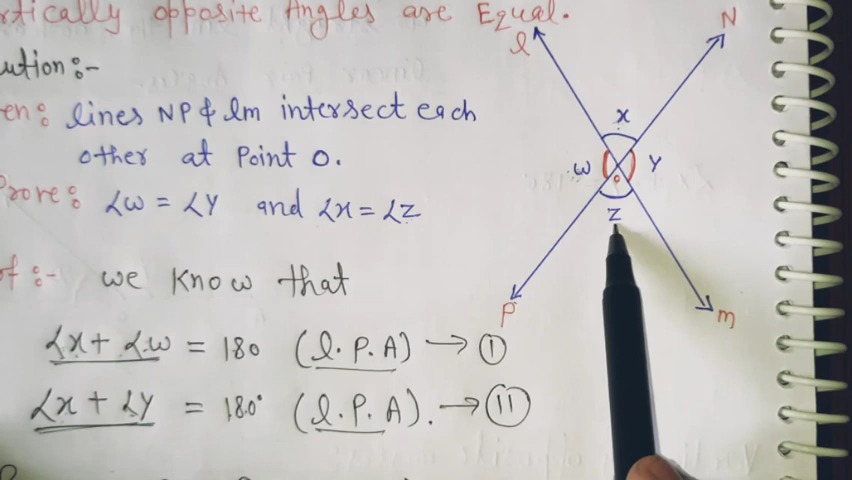 rtically opposite Angles are Equal.
ution:-
en: lines NP & lm intersect each
other at Point O.
Prove: ∠w = ∠Y and ∠x = ∠Z
f :- we know that
∠x + ∠w = 180 (l.P.A) → I
∠x + ∠y = 180° (l.P.A). → II
l N
x
w Y
o
Z
P m